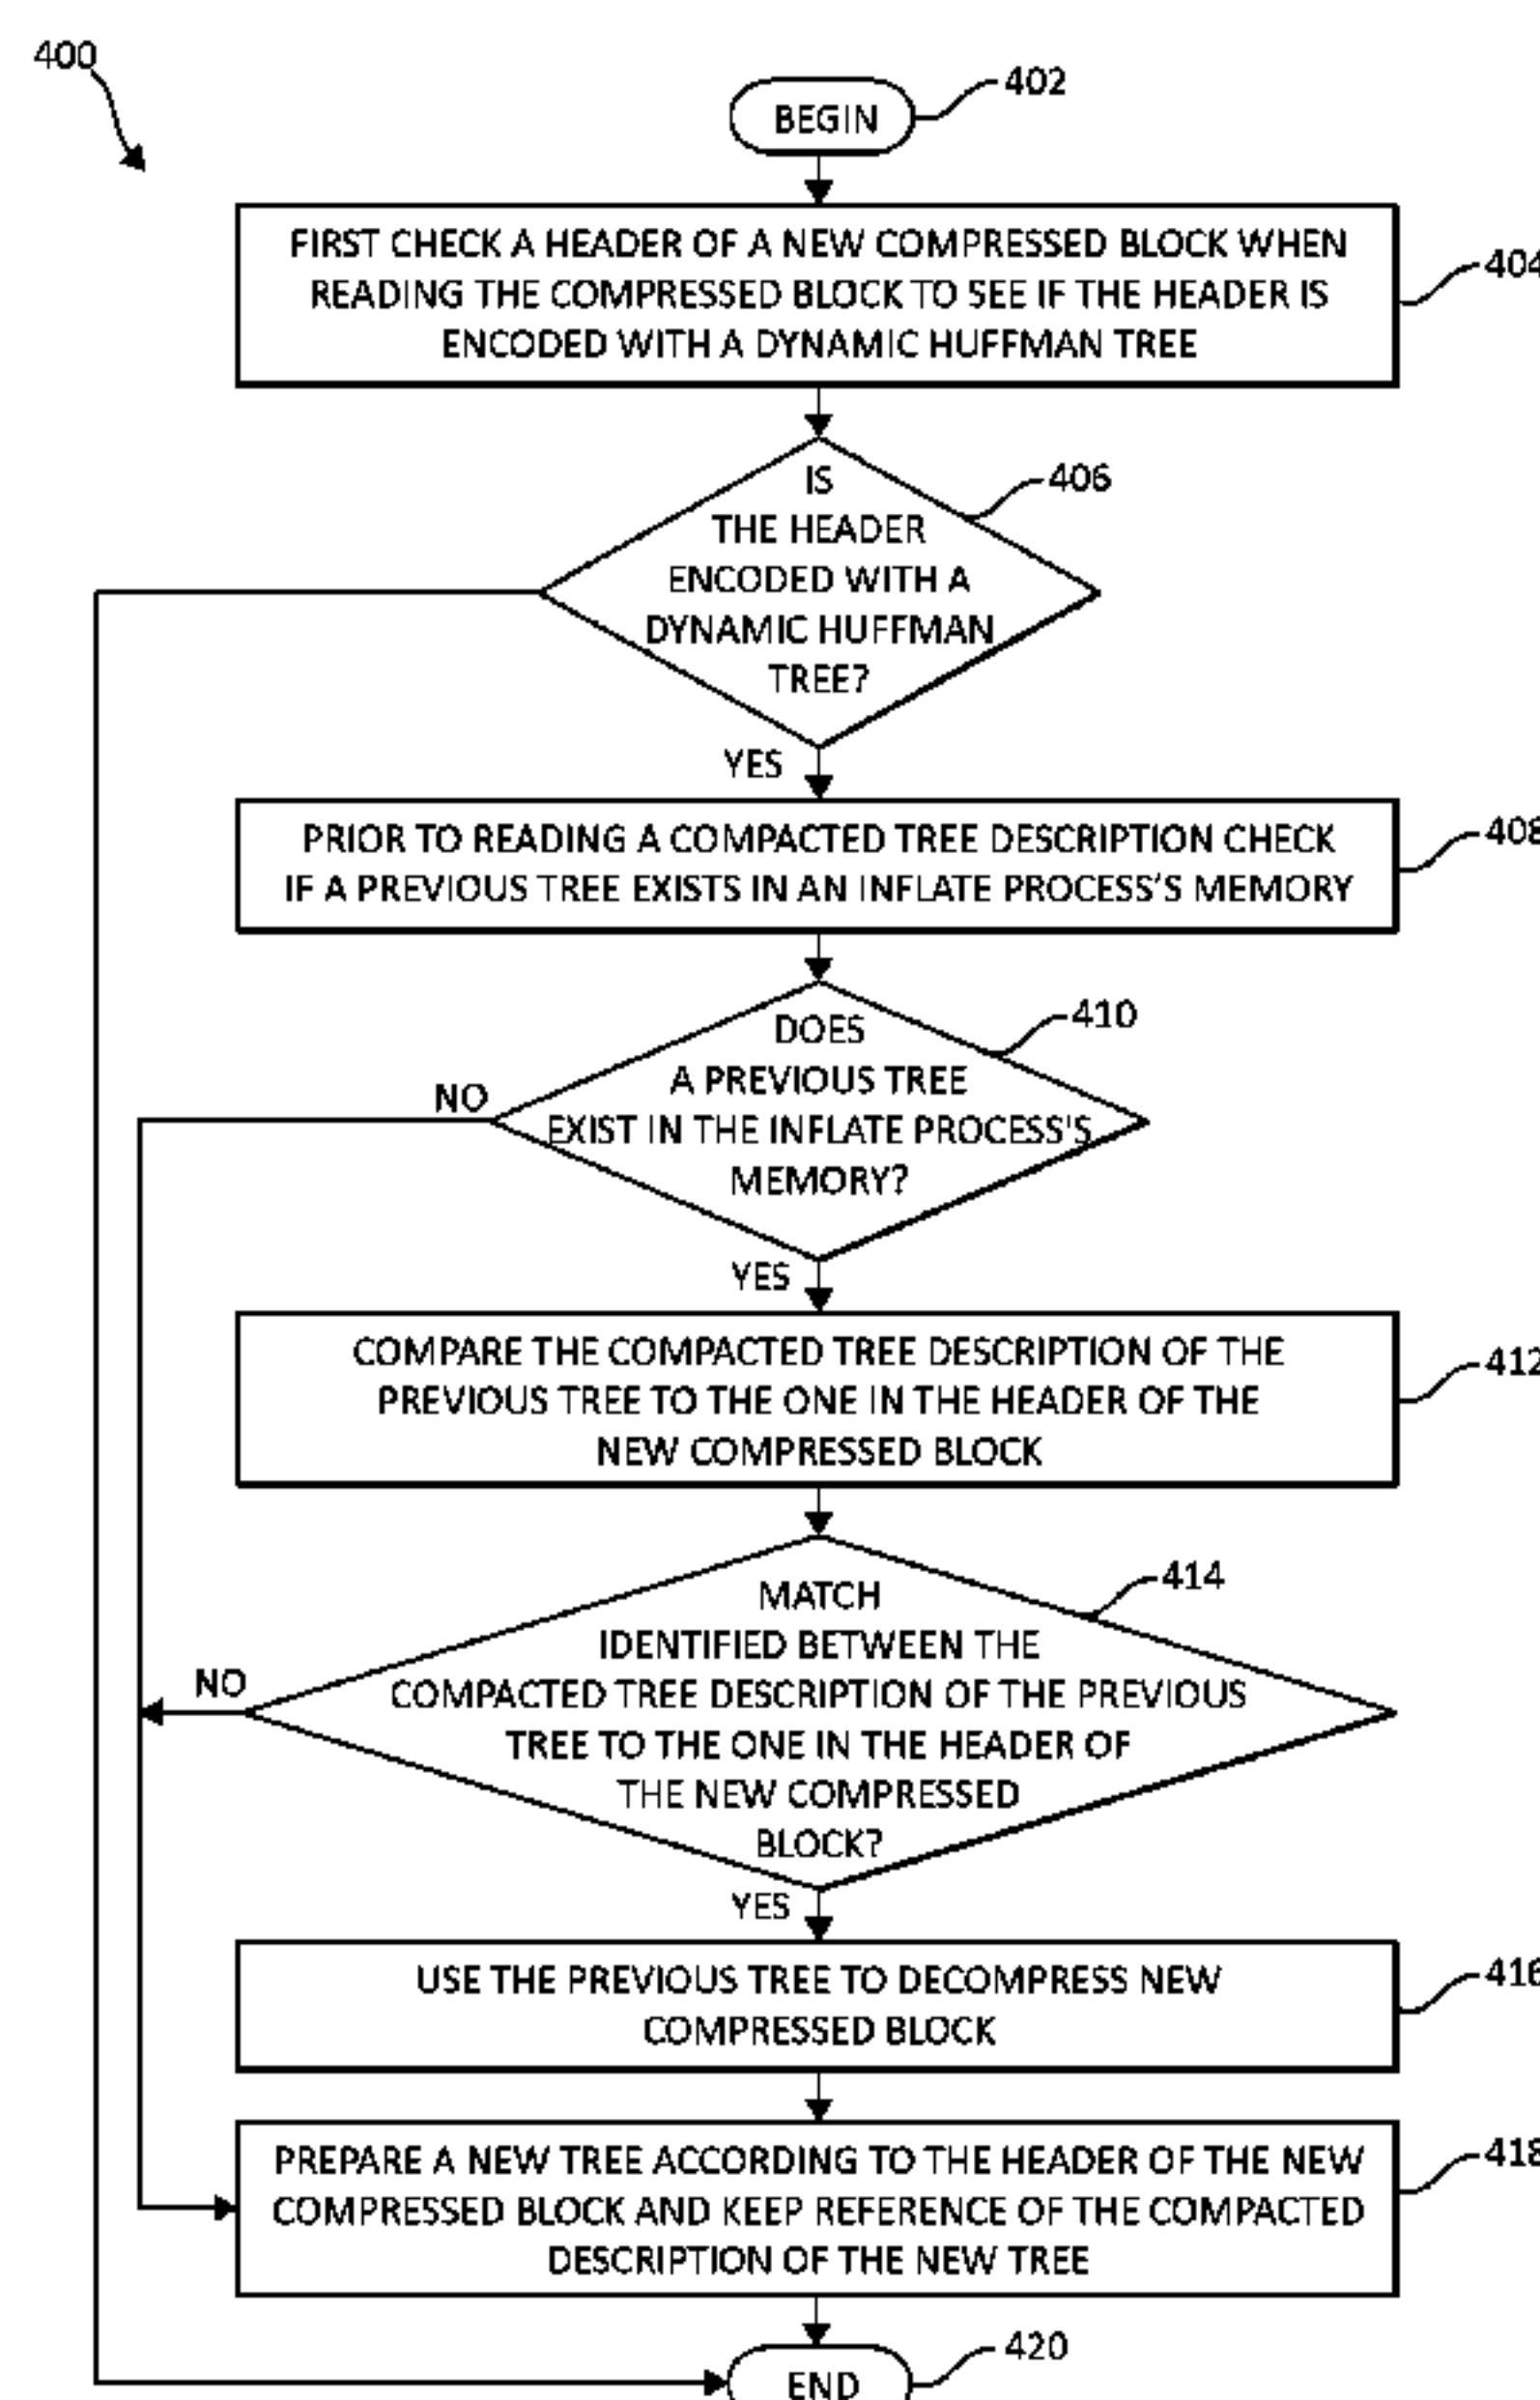 400
402
BEGIN
FIRST CHECK A HEADER OF A NEW COMPRESSED BLOCK WHEN
READING THE COMPRESSED BLOCK TO SEE IF THE HEADER IS
ENCODED WITH A DYNAMIC HUFFMAN TREE
404
IS
THE HEADER
ENCODED WITH A
DYNAMIC HUFFMAN
TREE?
406
YES
PRIOR TO READING A COMPACTED TREE DESCRIPTION CHECK
IF A PREVIOUS TREE EXISTS IN AN INFLATE PROCESS'S MEMORY
408
DOES
A PREVIOUS TREE
EXIST IN THE INFLATE PROCESS'S
MEMORY?
410
NO
YES
COMPARE THE COMPACTED TREE DESCRIPTION OF THE
PREVIOUS TREE TO THE ONE IN THE HEADER OF THE
NEW COMPRESSED BLOCK
412
MATCH
IDENTIFIED BETWEEN THE
COMPACTED TREE DESCRIPTION OF THE PREVIOUS
TREE TO THE ONE IN THE HEADER OF
THE NEW COMPRESSED
BLOCK?
414
NO
YES
USE THE PREVIOUS TREE TO DECOMPRESS NEW
COMPRESSED BLOCK
416
PREPARE A NEW TREE ACCORDING TO THE HEADER OF THE NEW
COMPRESSED BLOCK AND KEEP REFERENCE OF THE COMPACTED
DESCRIPTION OF THE NEW TREE
418
420
END